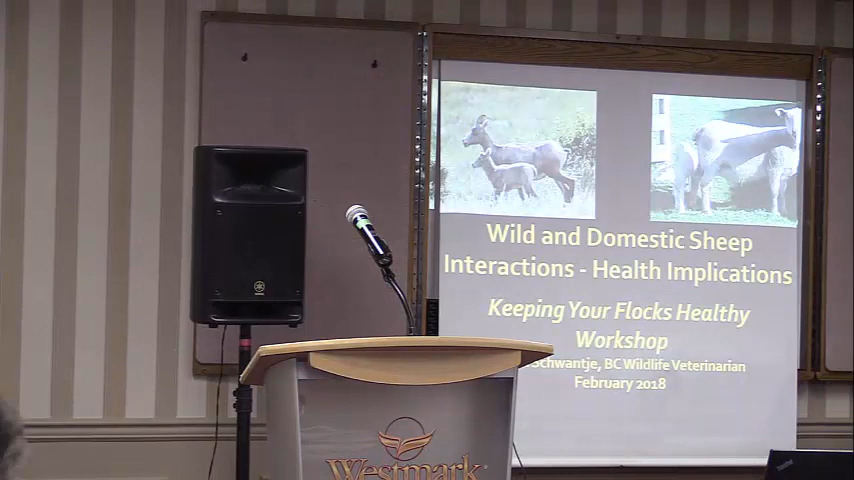 Wild and Domestic Sheep
Interactions - Health Implications
Keeping Your Flocks Healthy
Workshop
Schwantje, BC Wildlife Veterinarian
February 2018
Westmark